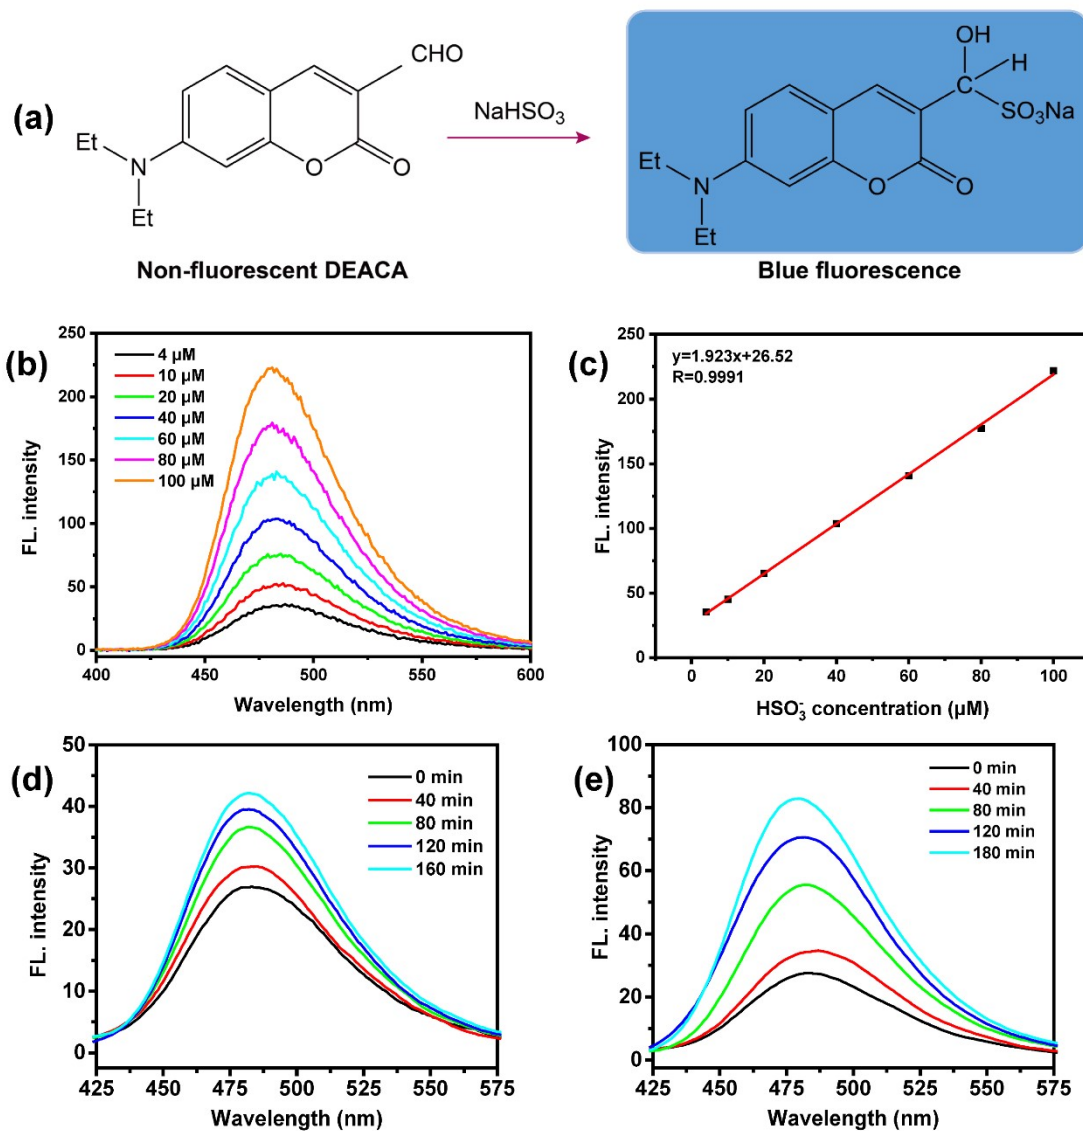 (a)
CHO
Et
N
Et
O
O
NaHSO₃
OH
H
C
SO₃Na
Et
N
Et
O
O
Non-fluorescent DEACA
Blue fluorescence
(b)
250
200
150
100
50
0
FL. intensity
4 µM
10 µM
20 µM
40 µM
60 µM
80 µM
100 µM
400
450
500
550
600
Wavelength (nm)
(c)
250
200
150
100
50
0
FL. intensity
y=1.923x+26.52
R=0.9991
0
20
40
60
80
100
HSO₃⁻ concentration (µM)
(d)
50
40
30
20
10
0
FL. intensity
0 min
40 min
80 min
120 min
160 min
425
450
475
500
525
550
575
Wavelength (nm)
(e)
100
80
60
40
20
0
FL. intensity
0 min
40 min
80 min
120 min
180 min
425
450
475
500
525
550
575
Wavelength (nm)